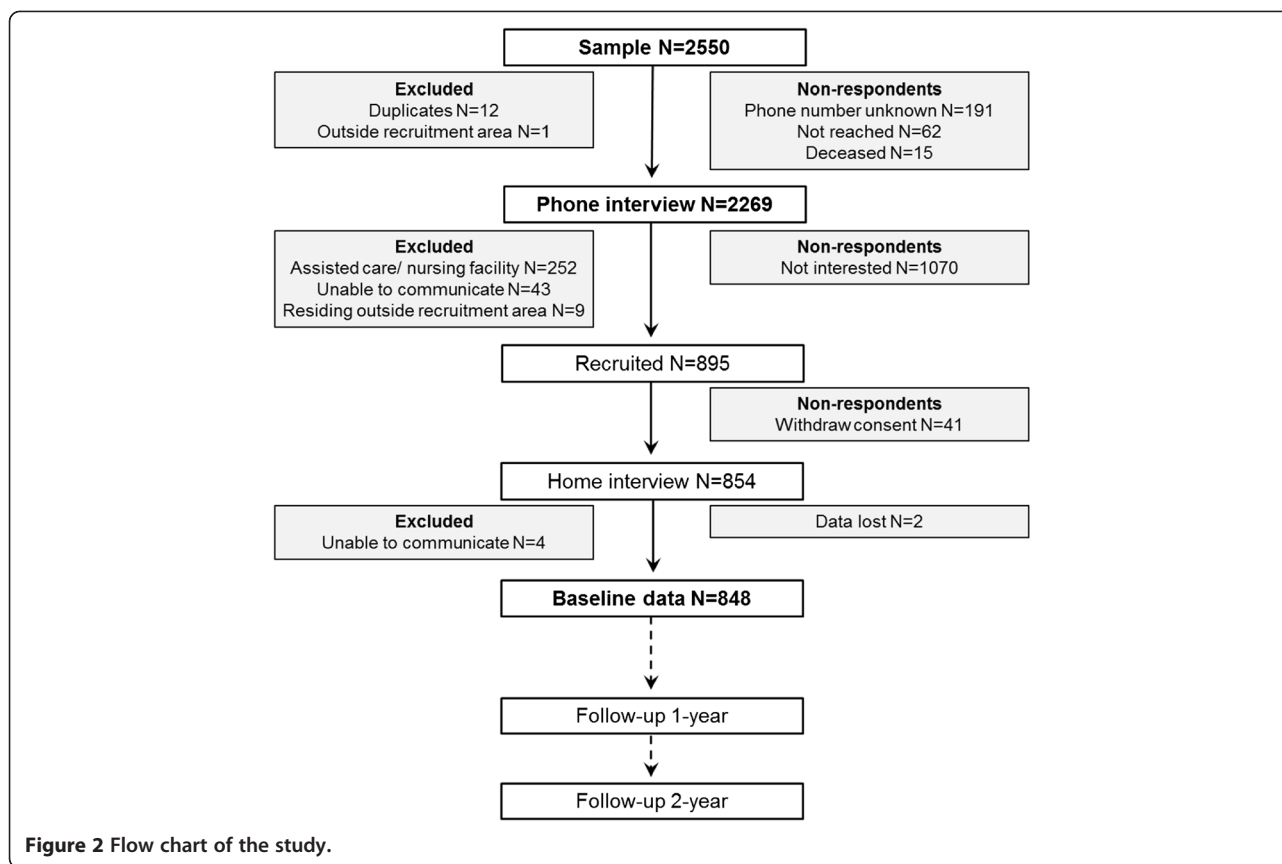 Sample N=2550
Excluded
Duplicates N=12
Outside recruitment area N=1
Non-respondents
Phone number unknown N=191
Not reached N=62
Deceased N=15
Phone interview N=2269
Excluded
Assisted care/ nursing facility N=252
Unable to communicate N=43
Residing outside recruitment area N=9
Non-respondents
Not interested N=1070
Recruited N=895
Non-respondents
Withdraw consent N=41
Home interview N=854
Excluded
Unable to communicate N=4
Data lost N=2
Baseline data N=848
Follow-up 1-year
Follow-up 2-year
Figure 2 Flow chart of the study.